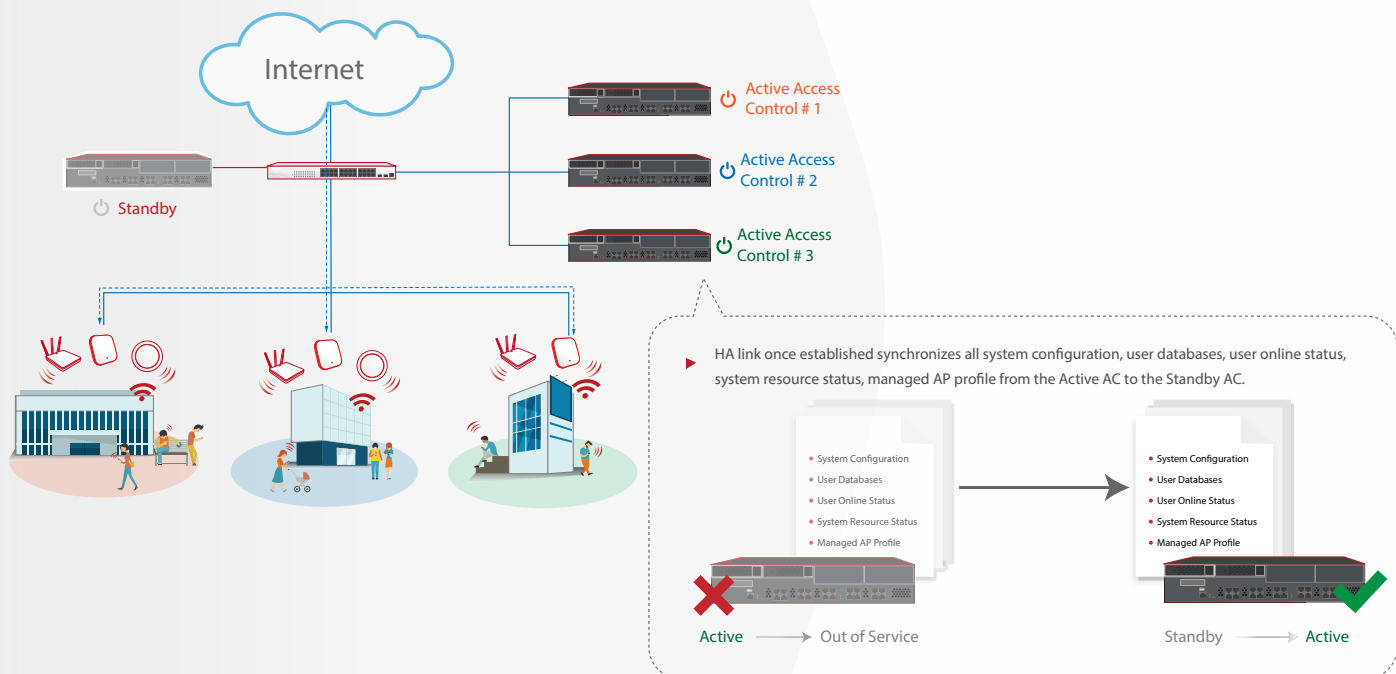 Internet
Active Access
Control # 1
Active Access
Control # 2
Standby
Active Access
Control # 3
HA link once established synchronizes all system configuration, user databases, user online status,
system resource status, managed AP profile from the Active AC to the Standby AC.
• System Configuration
• User Databases
• User Online Status
• System Resource Status
• Managed AP Profile
• System Configuration
• User Databases
• User Online Status
• System Resource Status
• Managed AP Profile
Active
Out of Service
Standby
Active